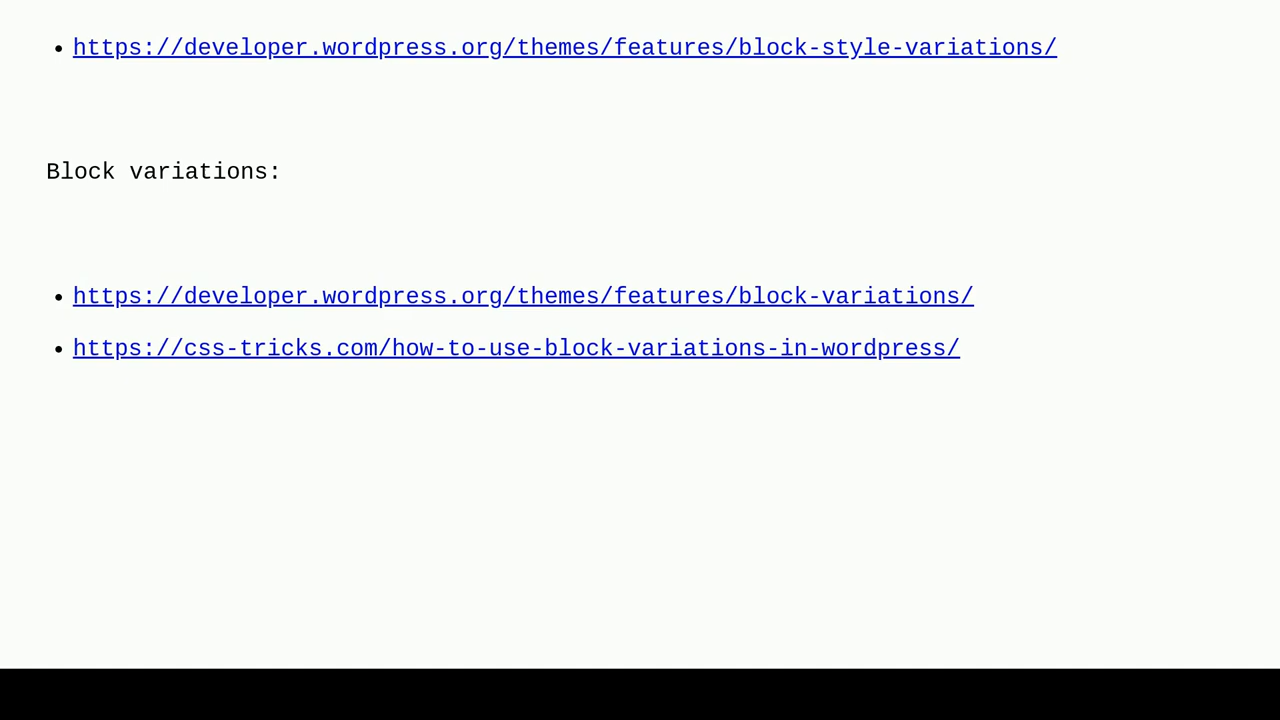 • https://developer.wordpress.org/themes/features/block-style-variations/
Block variations:
• https://developer.wordpress.org/themes/features/block-variations/
• https://css-tricks.com/how-to-use-block-variations-in-wordpress/